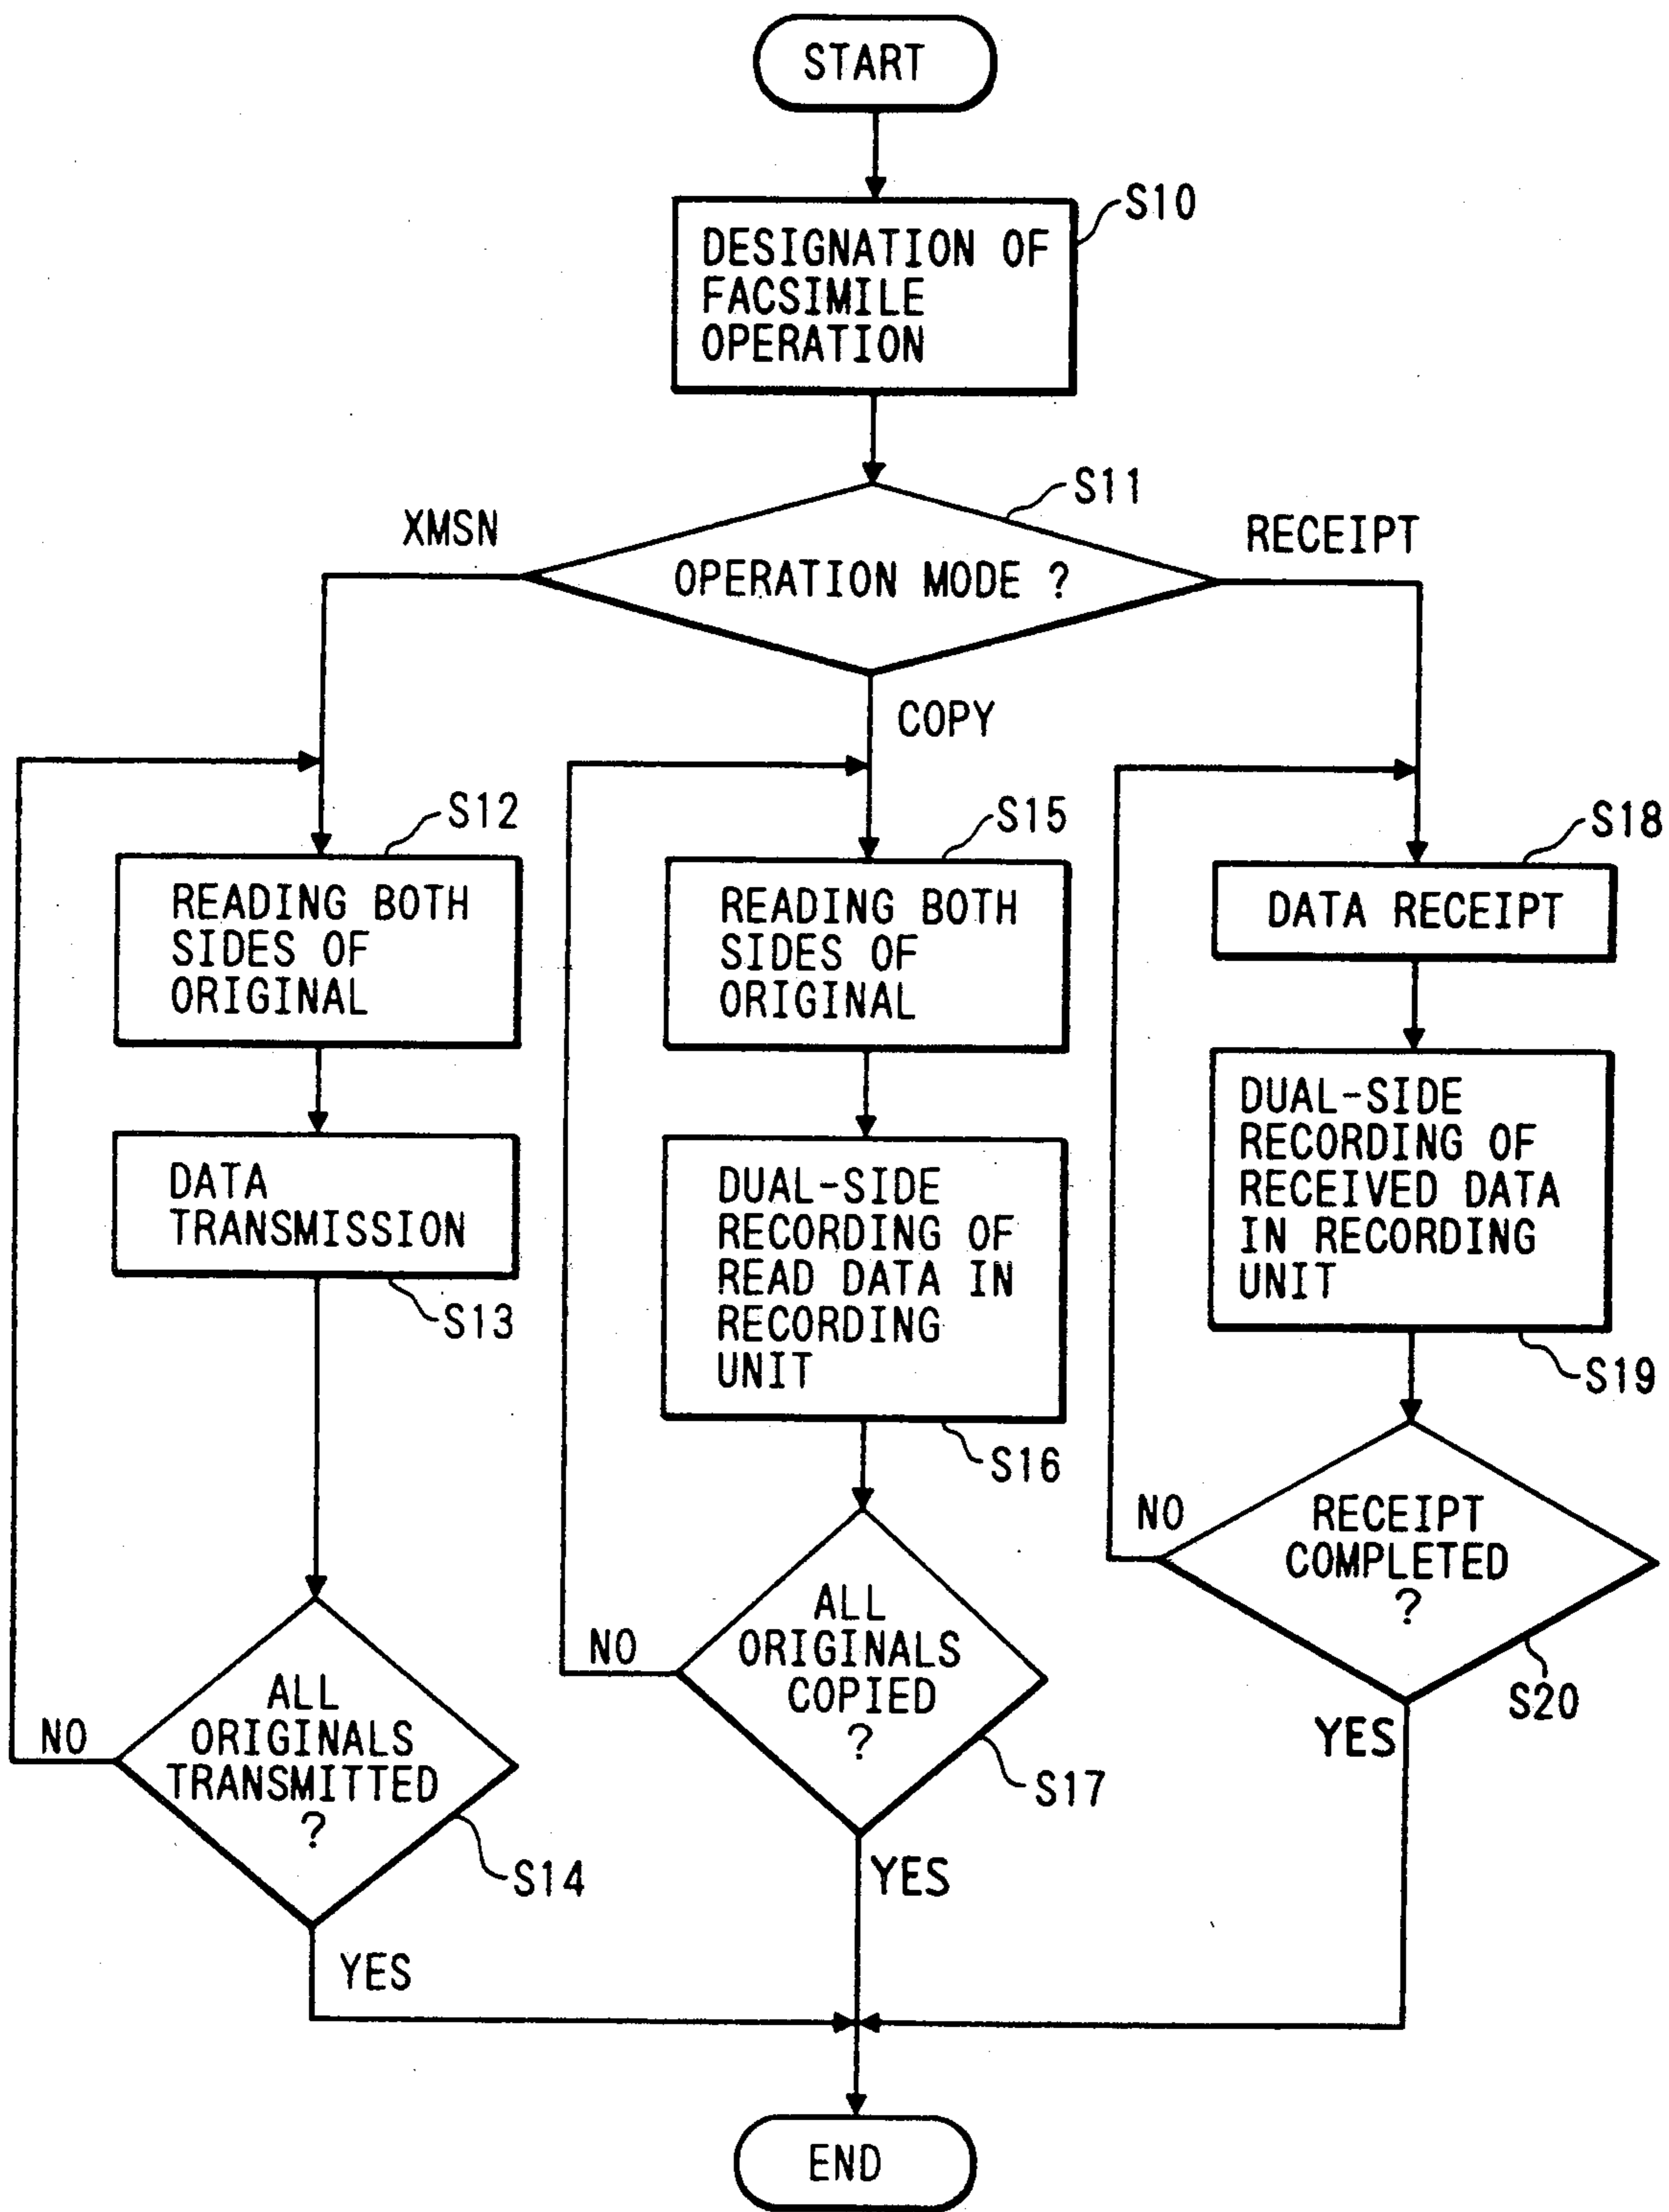 START
S10
DESIGNATION OF
FACSIMILE
OPERATION
S11
XMSN
RECEIPT
OPERATION MODE ?
COPY
S12
READING BOTH
SIDES OF
ORIGINAL
DATA
TRANSMISSION
S13
ALL
ORIGINALS
TRANSMITTED
?
NO
S14
YES
S15
READING BOTH
SIDES OF
ORIGINAL
DUAL-SIDE
RECORDING OF
READ DATA IN
RECORDING
UNIT
S16
ALL
ORIGINALS
COPIED
?
NO
S17
YES
S18
DATA RECEIPT
DUAL-SIDE
RECORDING OF
RECEIVED DATA
IN RECORDING
UNIT
S19
RECEIPT
COMPLETED
?
NO
S20
YES
END